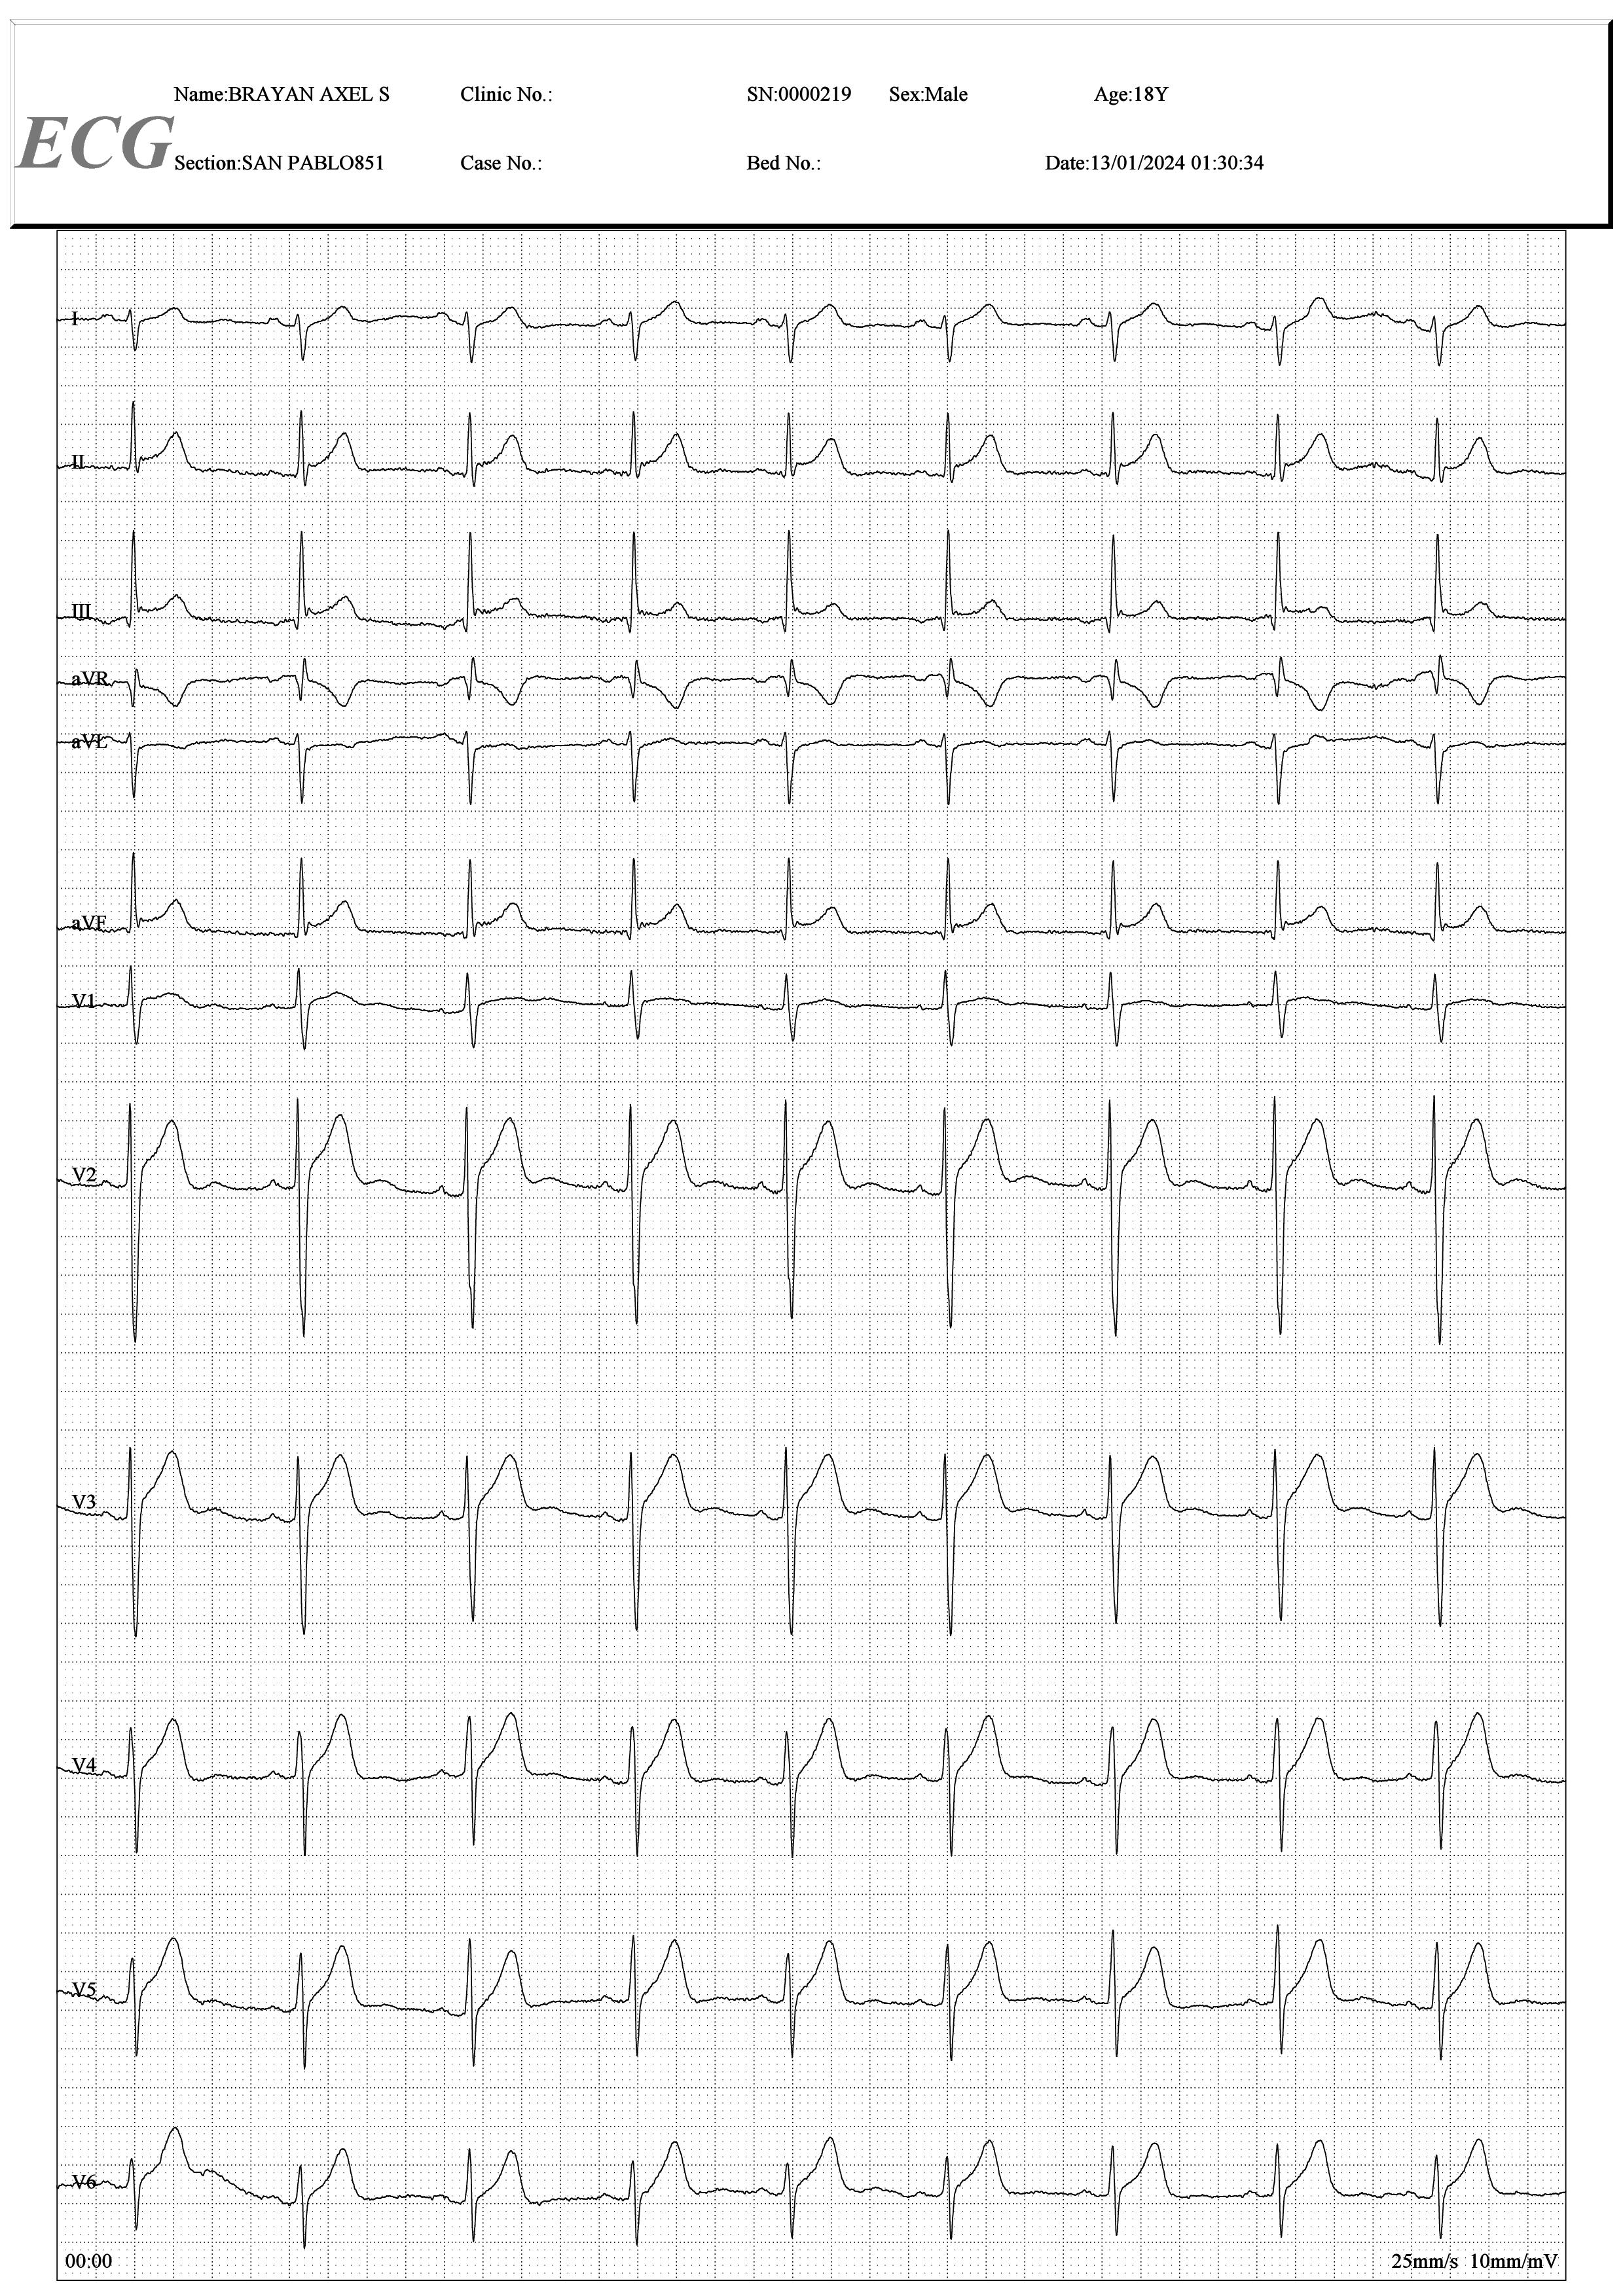 Name:BRAYAN AXEL S Clinic No.: SN:0000219 Sex:Male Age:18Y
ECG
Section:SAN PABLO851 Case No.: Bed No.: Date:13/01/2024 01:30:34
I
II
III
aVR
aVL
aVF
V1
V2
V3
V4
V5
V6
00:00 25mm/s 10mm/mV